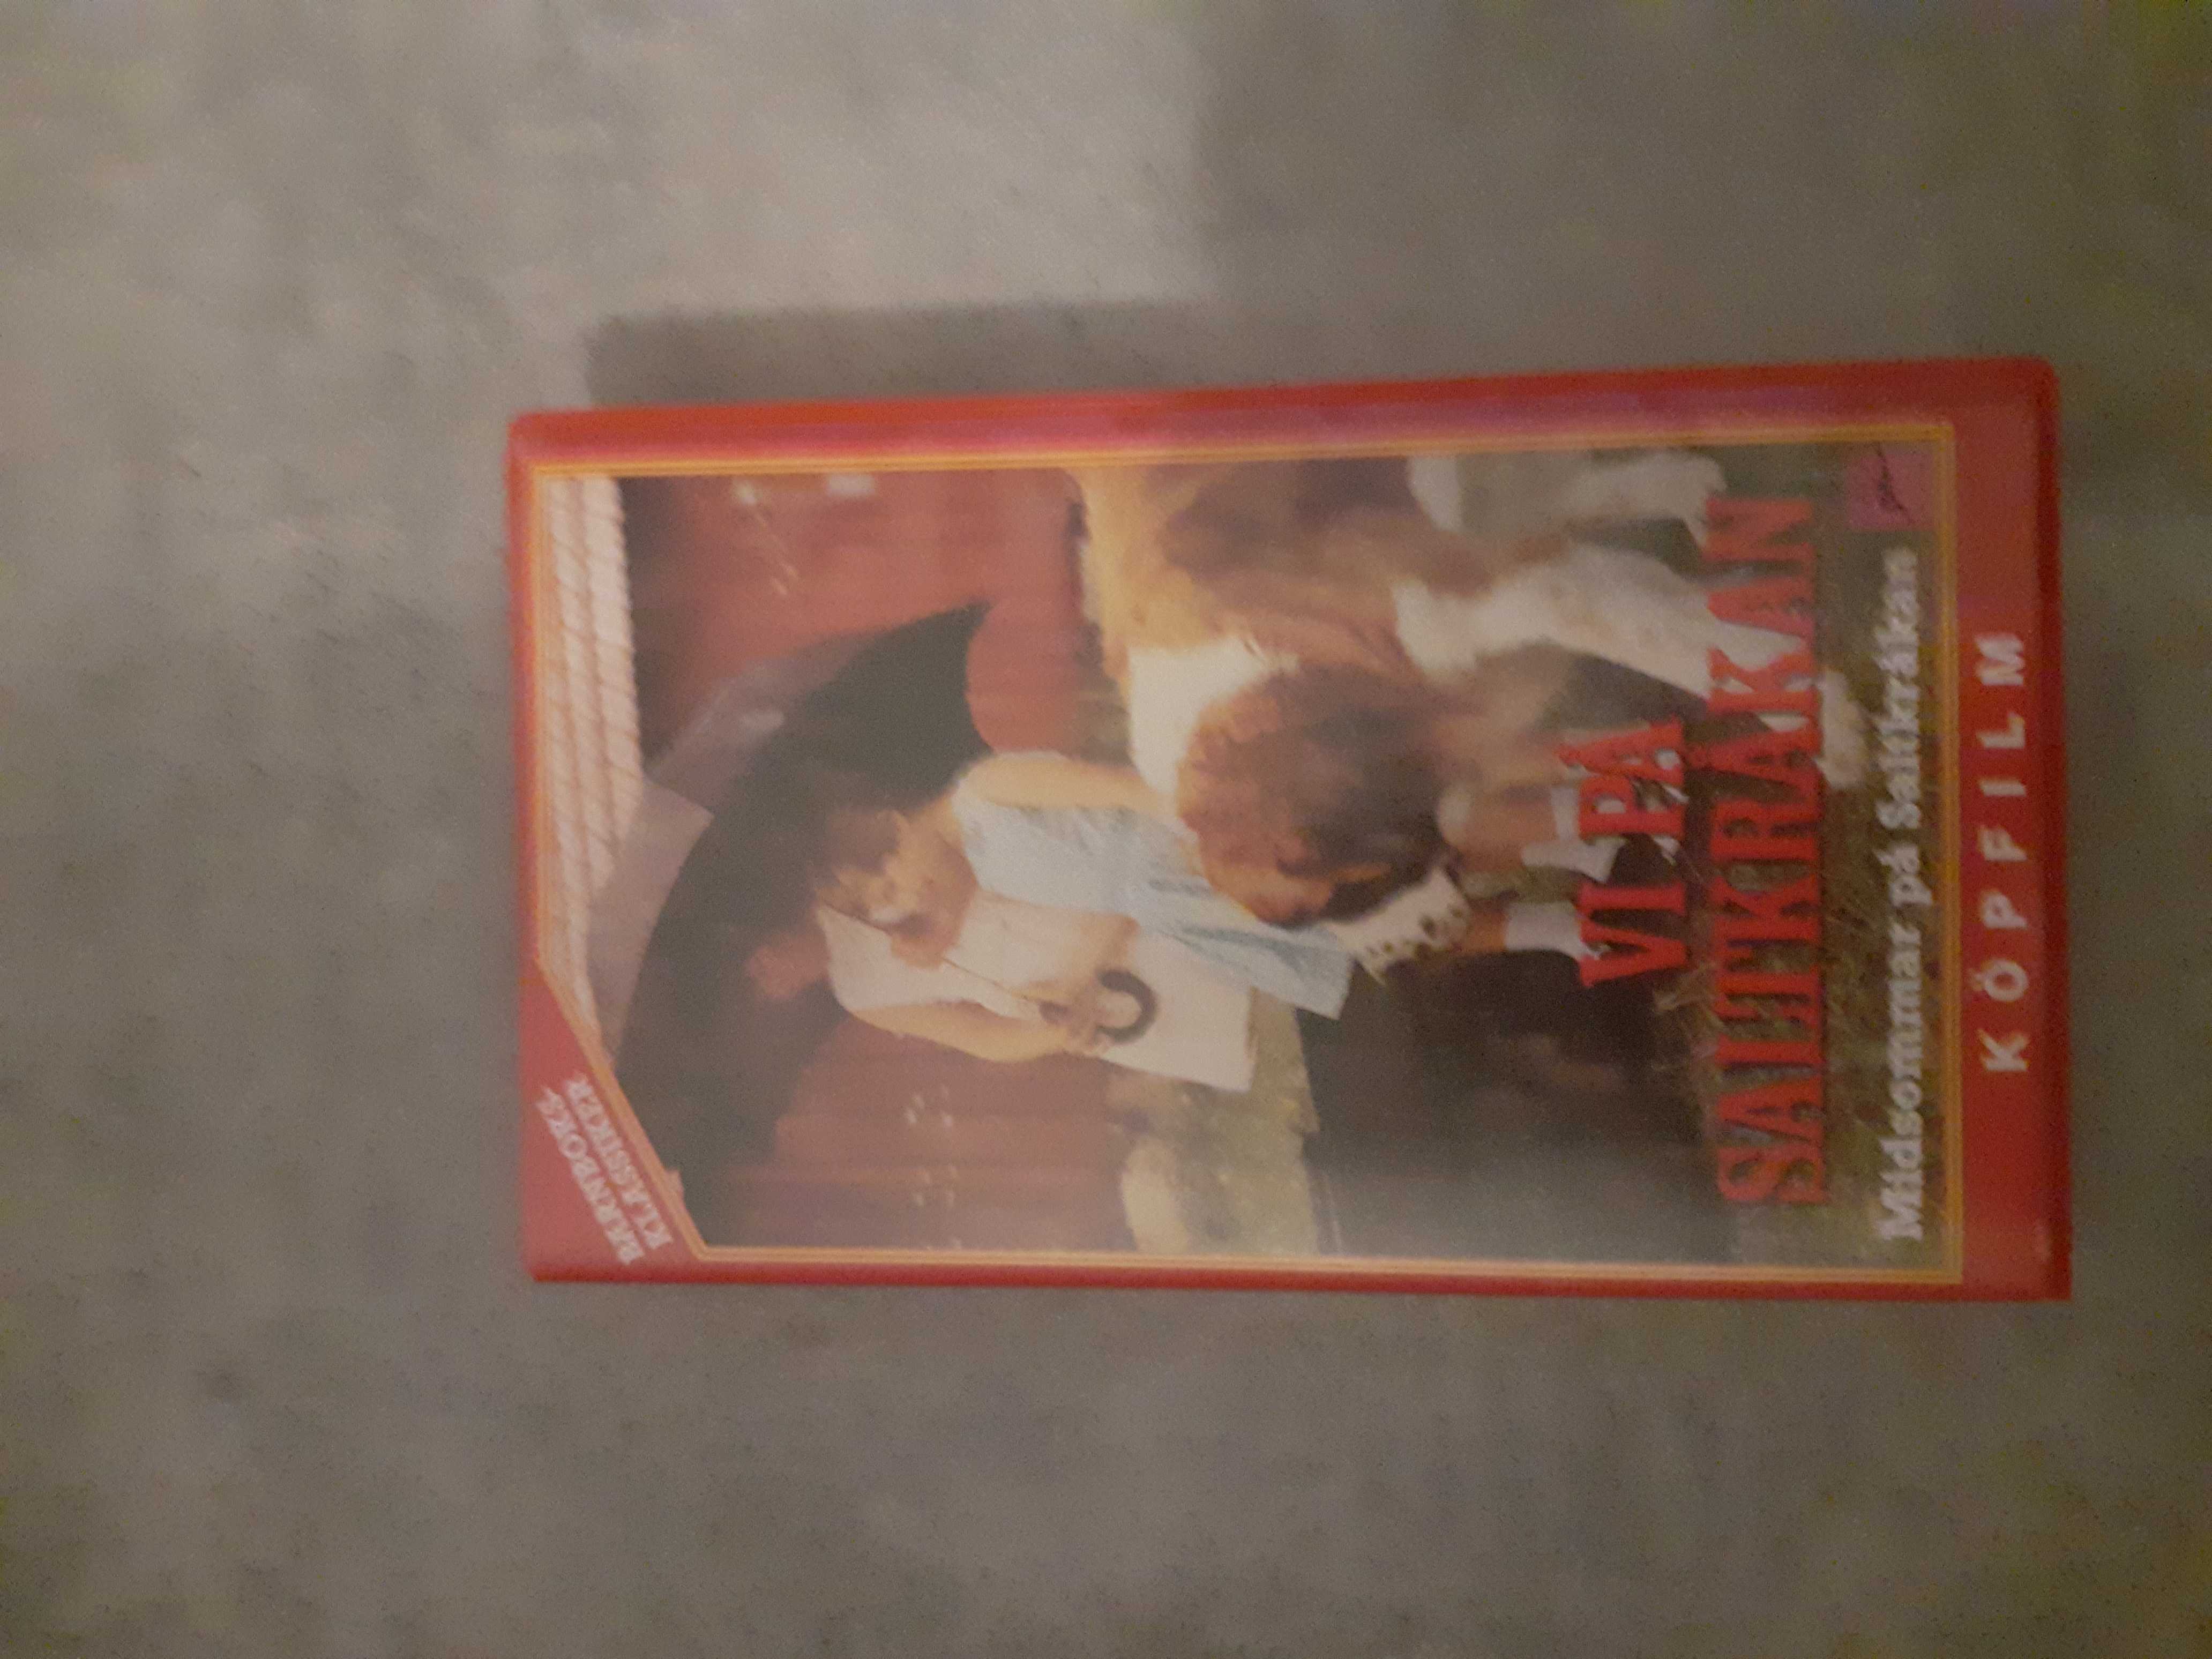 BARNBOKS
KLASSIKER
VI PÅ
SALTKRÅKAN
Midsommar på Saltkråkan
KÖPFILM